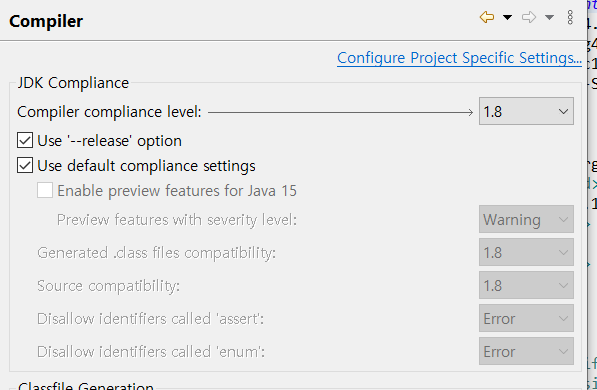 Compiler
Configure Project Specific Settings...
JDK Compliance
Compiler compliance level: 1.8
Use '--release' option
Use default compliance settings
Enable preview features for Java 15
Preview features with severity level: Warning
Generated .class files compatibility: 1.8
Source compatibility: 1.8
Disallow identifiers called 'assert': Error
Disallow identifiers called 'enum': Error
Classfile Generation